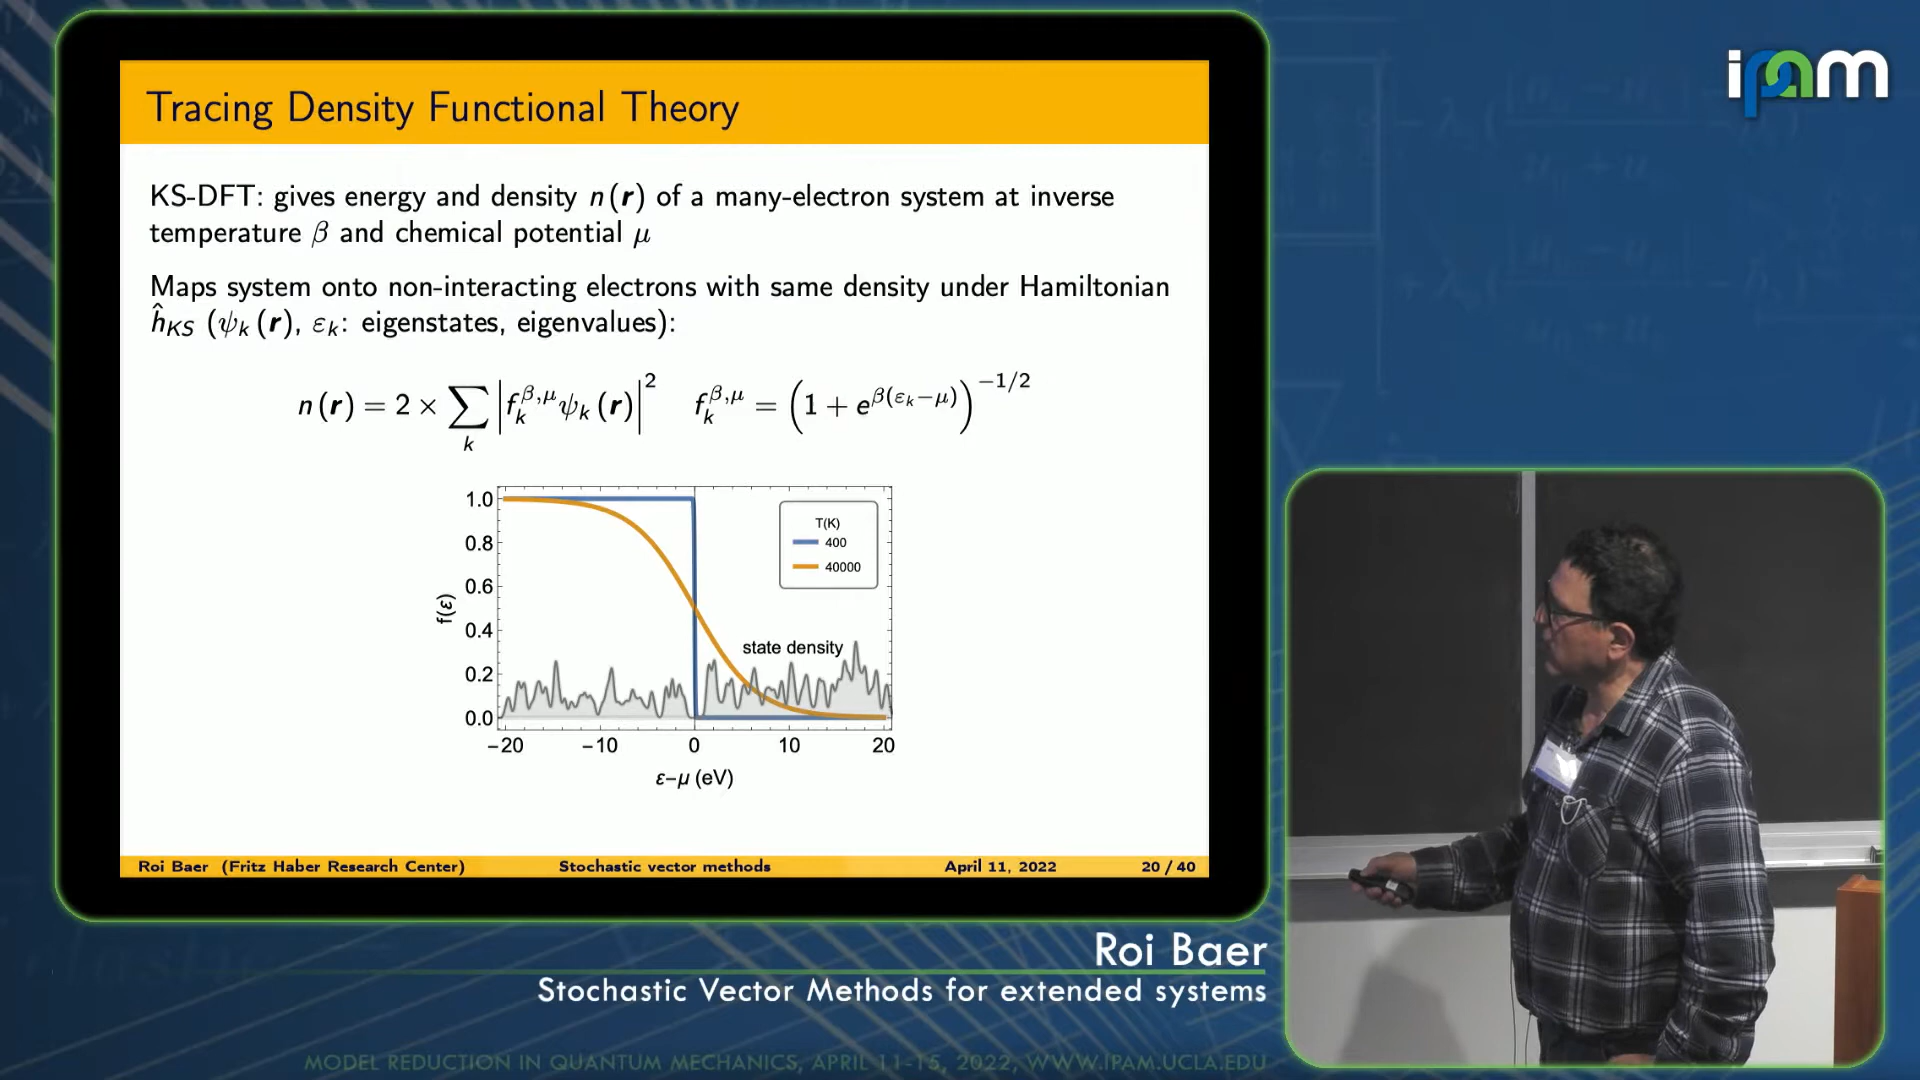 ipam
Tracing Density Functional Theory
KS-DFT: gives energy and density n(r) of a many-electron system at inverse
temperature β and chemical potential μ
Maps system onto non-interacting electrons with same density under Hamiltonian
ĥ_KS (ψ_k(r), ε_k: eigenstates, eigenvalues):
n(r) = 2 × ∑_k |f_k^{β,μ} ψ_k(r)|^2 f_k^{β,μ} = (1 + e^{β(ε_k−μ)})^{−1/2}
1.0
0.8
0.6
0.4
0.2
0.0
f(ε)
T(K)
400
40000
state density
−20 −10 0 10 20
ε−μ (eV)
Roi Baer (Fritz Haber Research Center) Stochastic vector methods April 11, 2022 20 / 40
Roi Baer
Stochastic Vector Methods for extended systems
MODEL REDUCTION IN QUANTUM MECHANICS, APRIL 11-15, 2022, WWW.IPAM.UCLA.EDU